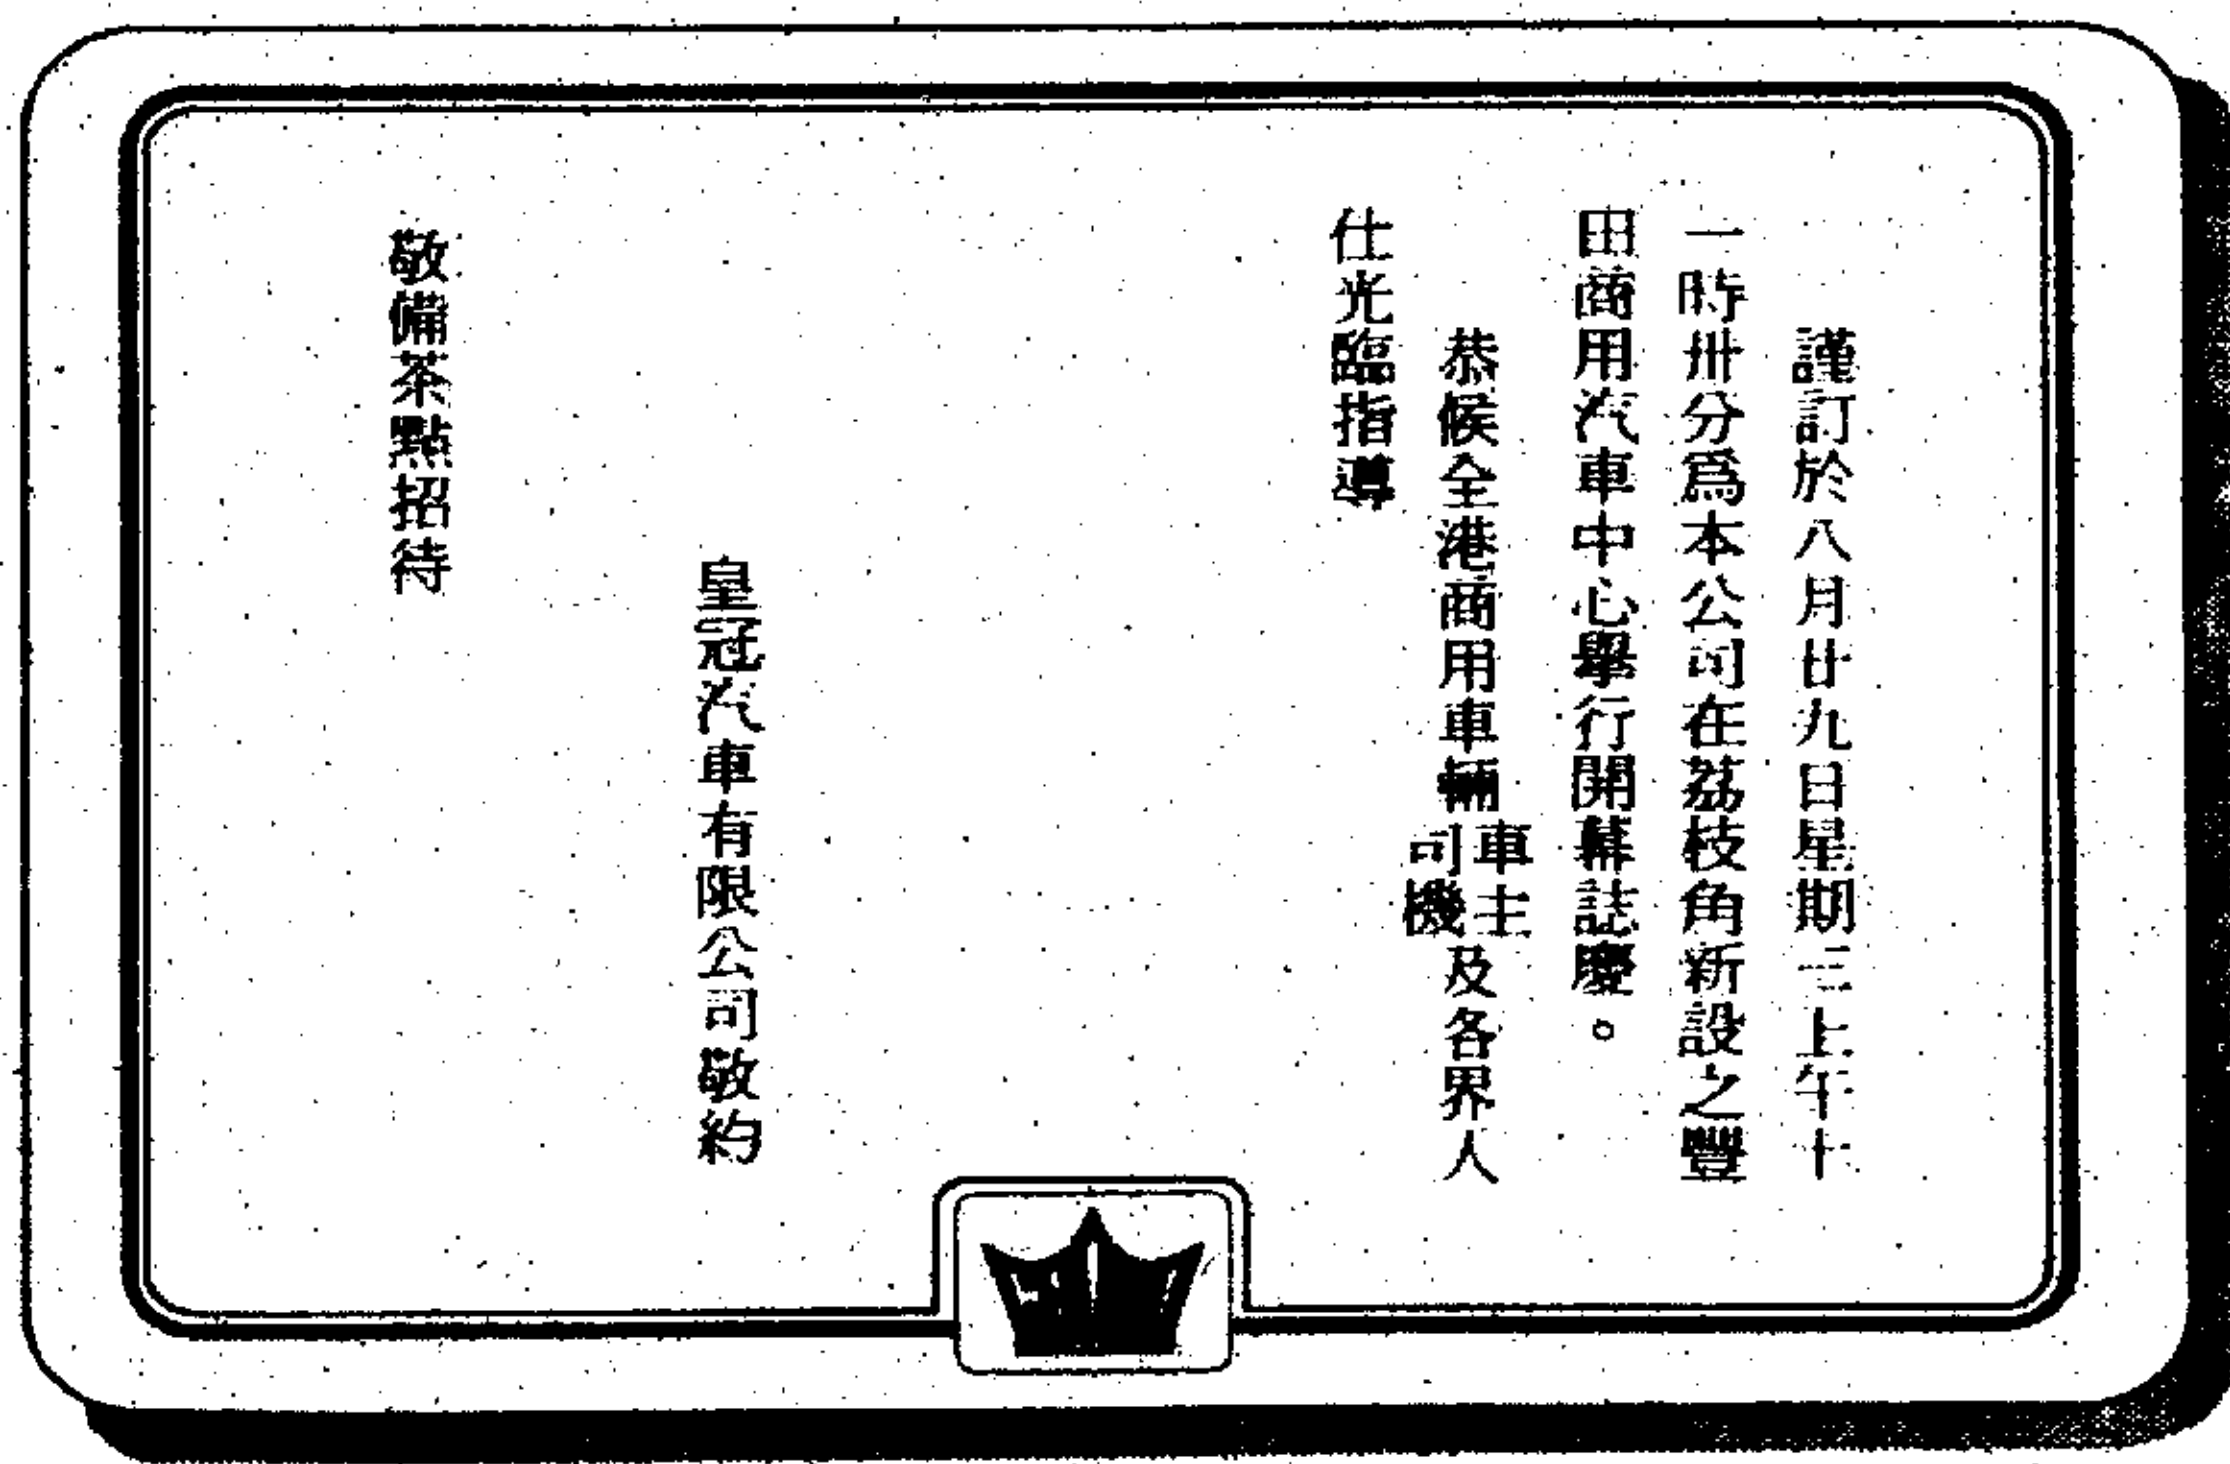 謹訂於八月廿九日星期三上午十
一時卅分爲本公司在荔枝角新設之豐
田商用汽車中心舉行開幕誌慶。
恭候全港商用車輛車主司機及各界人
仕光臨指導
皇冠汽車有限公司敬約
敬備茶點招待